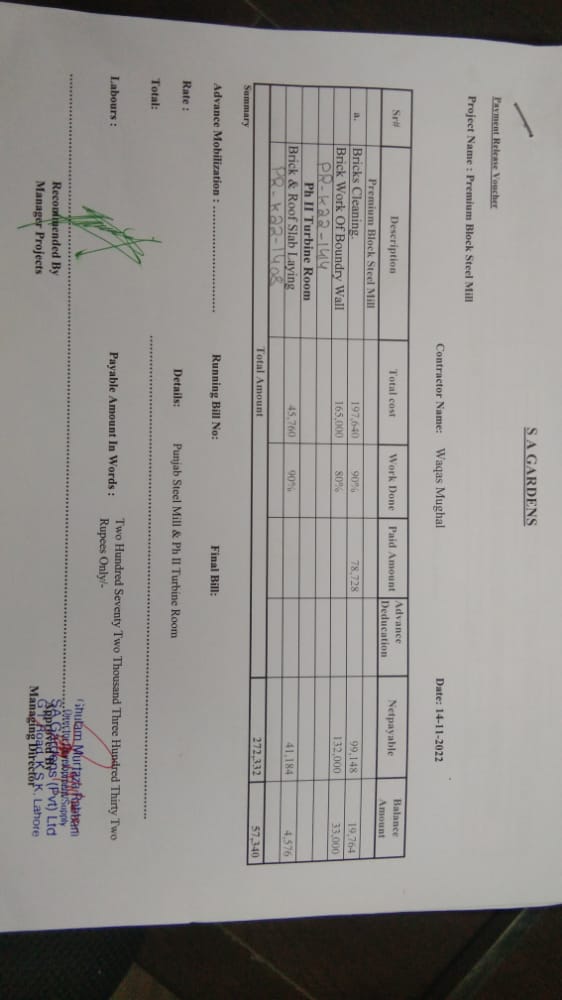 S A GARDENS
Payment Release Voucher
Project Name : Premium Block Steel Mill
Contractor Name: Waqas Mughal Date: 14-11-2022
Sr# Description Total cost Work Done Paid Amount Advance Deducation Netpayable Balance Amount
Premium Block Steel Mill
a. Bricks Cleaning. 197,640 90% 78,728 99,148 19,764
Brick Work Of Boundry Wall 165,000 80% 132,000 33,000
PR-K22-1414
Ph II Turbine Room
Brick & Roof Slab Laying 45,760 90% 41,184 4,576
PR-K22-1408
Total Amount 272,332 57,340
Summary
Advance Mobilization : .......................... Running Bill No: Final Bill:
Rate : Details: Punjab Steel Mill & Ph II Turbine Room
Total:
Labours : Payable Amount In Words : Two Hundred Seventy Two Thousand Three Hundred Thirty Two
Rupees Only/-
Ghulam Murtaza
Recommended By Approved By
SA Gardens (Pvt) Ltd
Manager Projects Managing Director
G.T Road, K.S.K. Lahore